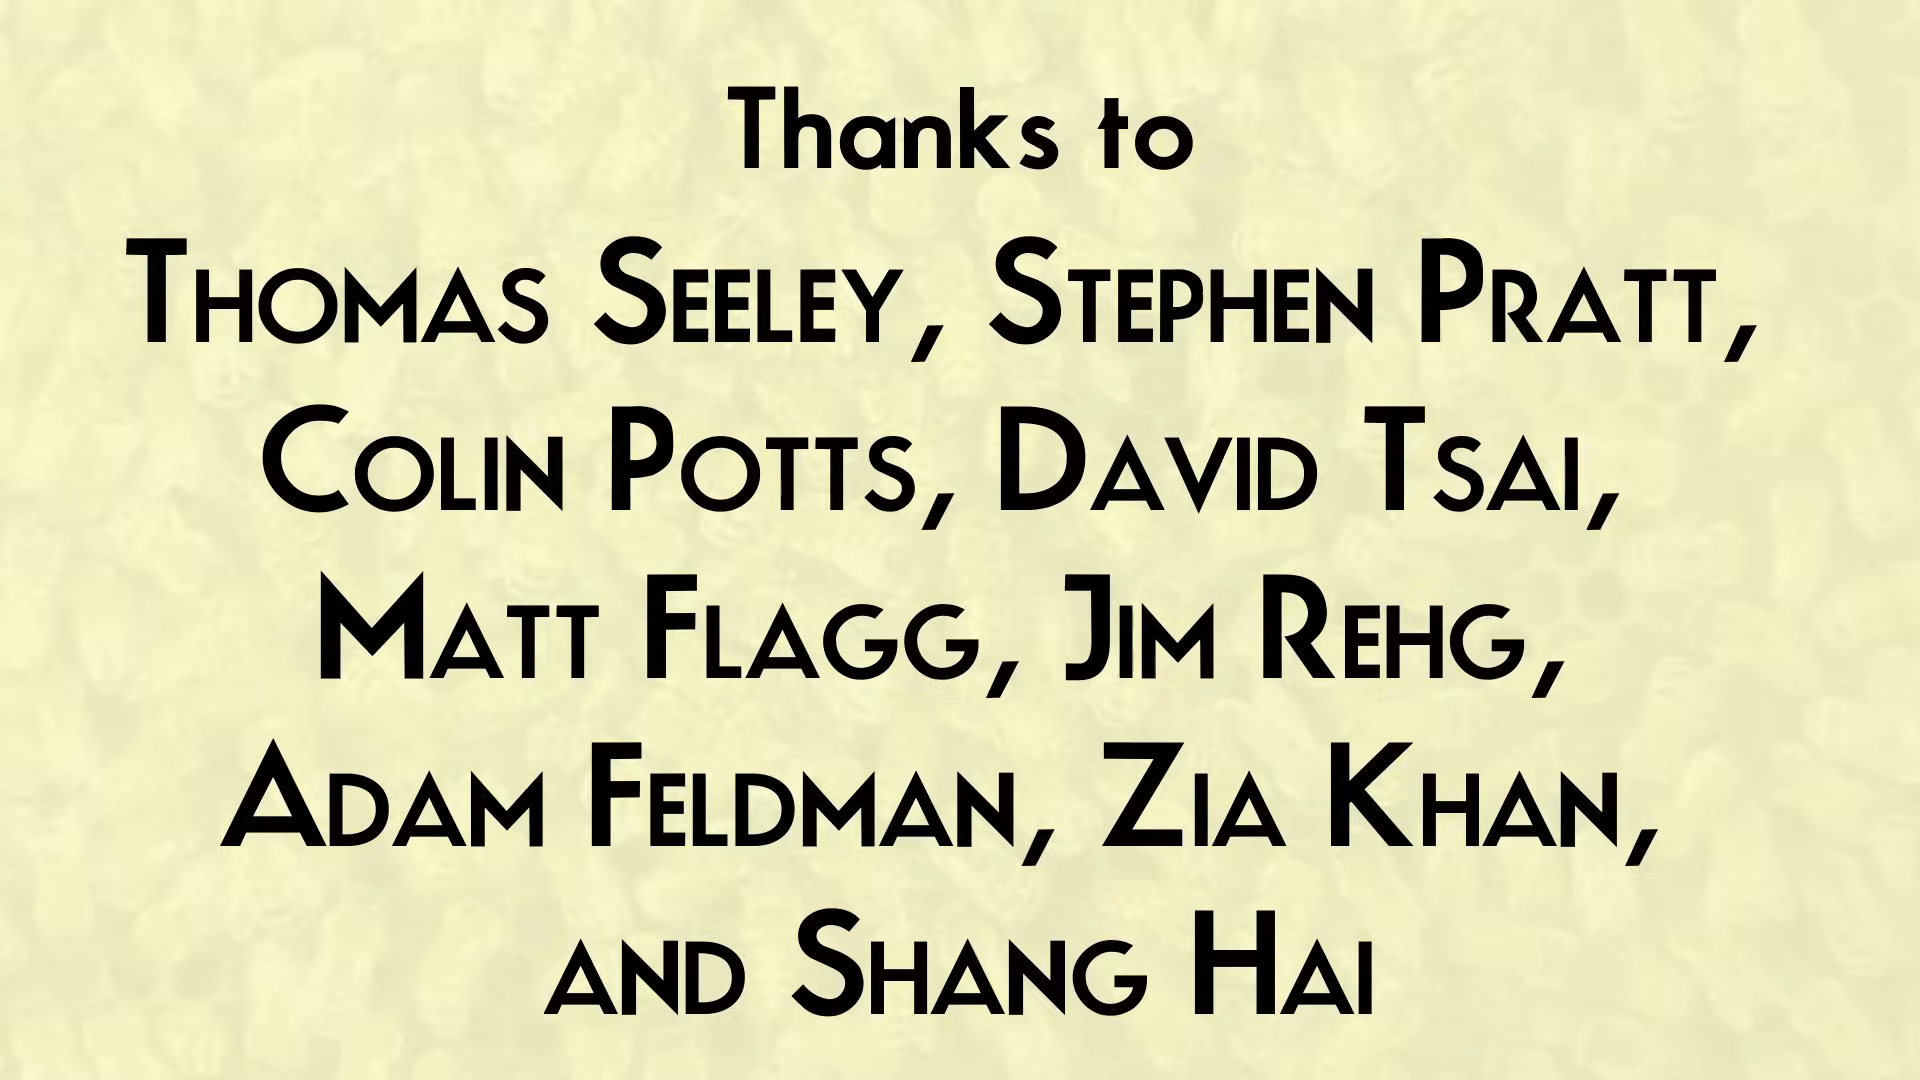 Thanks to
Thomas Seeley, Stephen Pratt,
Colin Potts, David Tsai,
Matt Flagg, Jim Rehg,
Adam Feldman, Zia Khan,
and Shang Hai